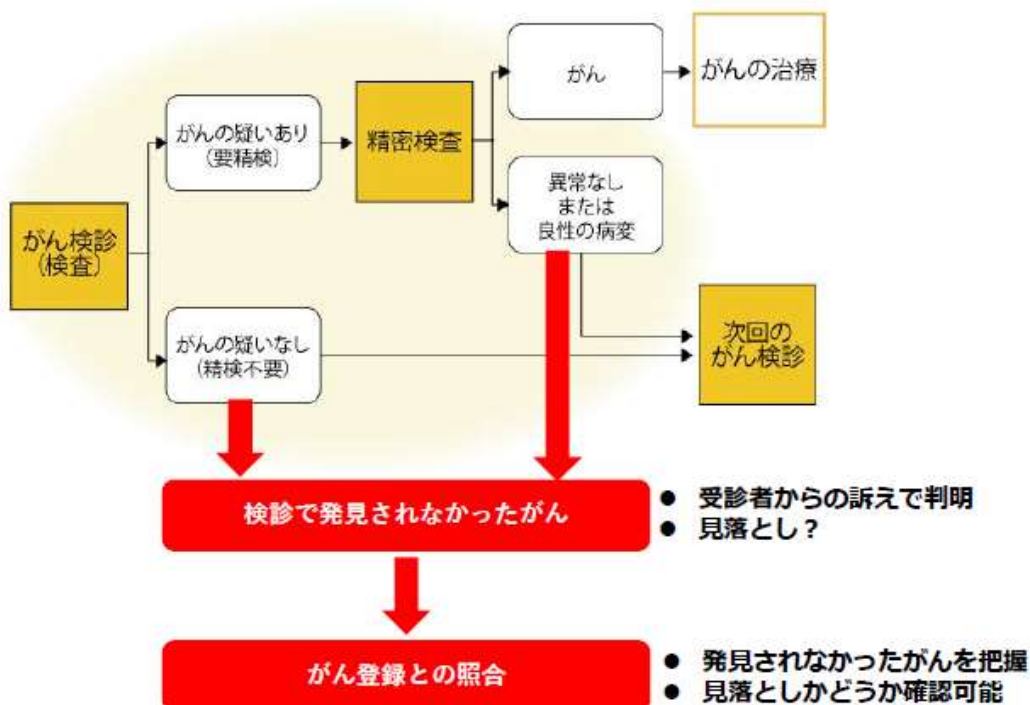 がん検診
(検査)
がんの疑いあり
(要精検)
精密検査
がん
がんの治療
異常なし
または
良性の病変
がんの疑いなし
(精検不要)
次回の
がん検診
検診で発見されなかったがん
● 受診者からの訴えで判明
● 見落とし？
がん登録との照合
● 発見されなかったがんを把握
● 見落としかどうか確認可能